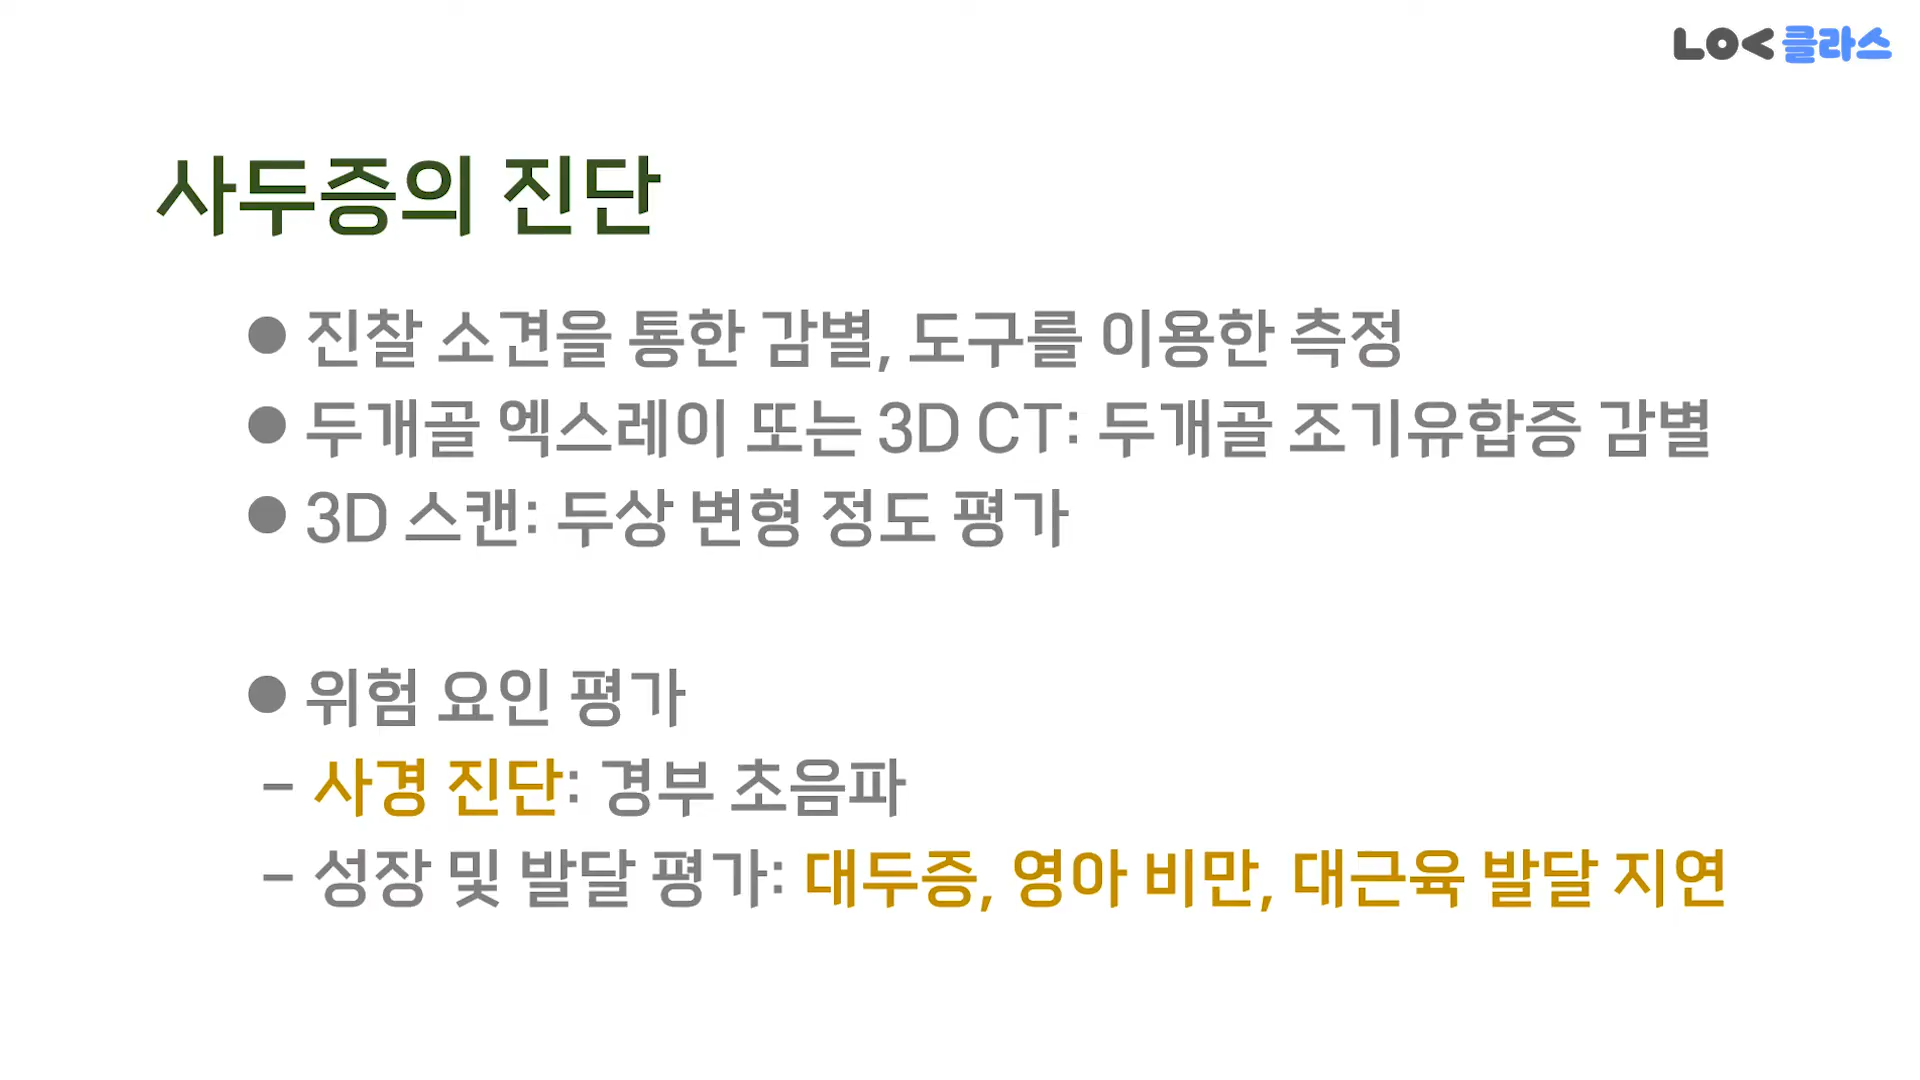 LOC 클라스
사두증의 진단
● 진찰 소견을 통한 감별, 도구를 이용한 측정
● 두개골 엑스레이 또는 3D CT: 두개골 조기유합증 감별
● 3D 스캔: 두상 변형 정도 평가
● 위험 요인 평가
– 사경 진단: 경부 초음파
– 성장 및 발달 평가: 대두증, 영아 비만, 대근육 발달 지연